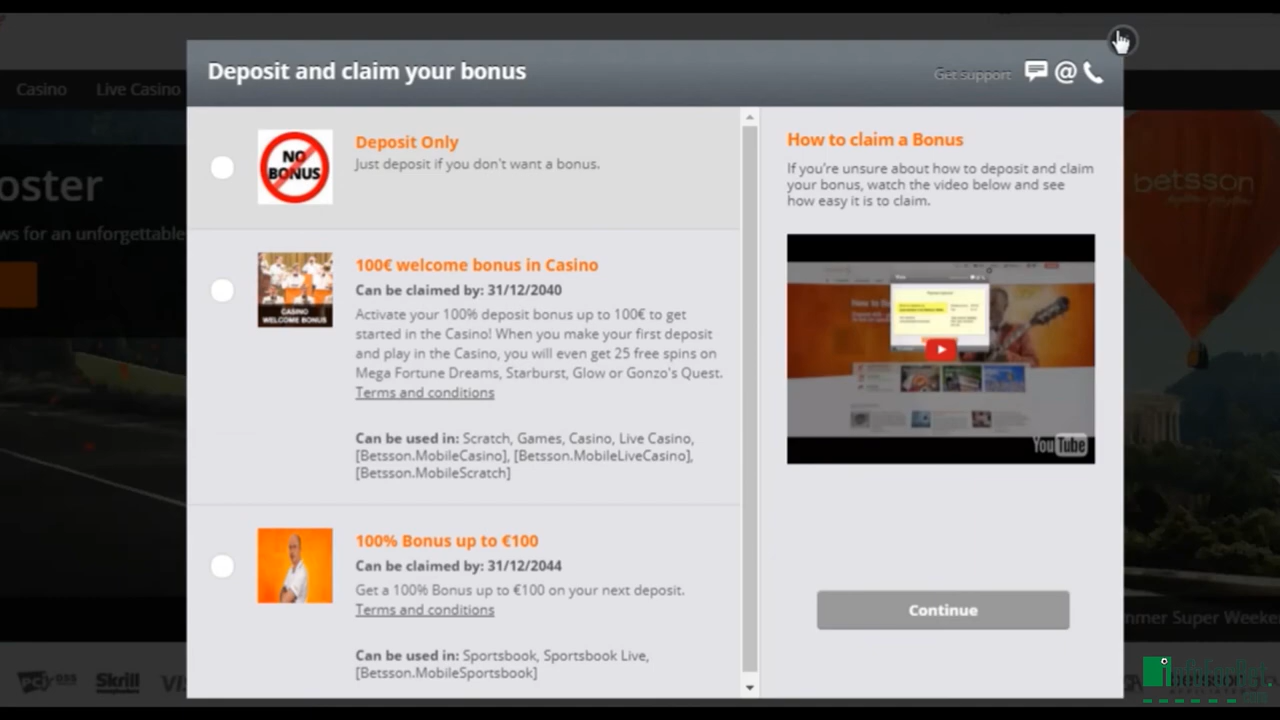 Deposit and claim your bonus
Get support
Casino
Live Casino
oster
ws for an unforgettable
NO
BONUS
Deposit Only
Just deposit if you don't want a bonus.
CASINO
WELCOME BONUS
100€ welcome bonus in Casino
Can be claimed by: 31/12/2040
Activate your 100% deposit bonus up to 100€ to get
started in the Casino! When you make your first deposit
and play in the Casino, you will even get 25 free spins on
Mega Fortune Dreams, Starburst, Glow or Gonzo's Quest.
Terms and conditions
Can be used in: Scratch, Games, Casino, Live Casino,
[Betsson.MobileCasino], [Betsson.MobileLiveCasino],
[Betsson.MobileScratch]
100% Bonus up to €100
Can be claimed by: 31/12/2044
Get a 100% Bonus up to €100 on your next deposit.
Terms and conditions
Can be used in: Sportsbook, Sportsbook Live,
[Betsson.MobileSportsbook]
How to claim a Bonus
If you're unsure about how to deposit and claim
your bonus, watch the video below and see
how easy it is to claim.
YouTube
Continue
betsson
mmer Super Weeke
Skrill